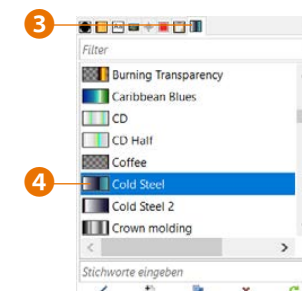 3
Filter
Burning Transparency
Caribbean Blues
CD
CD Half
Coffee
4
Cold Steel
Cold Steel 2
Crown molding
Stichworte eingeben